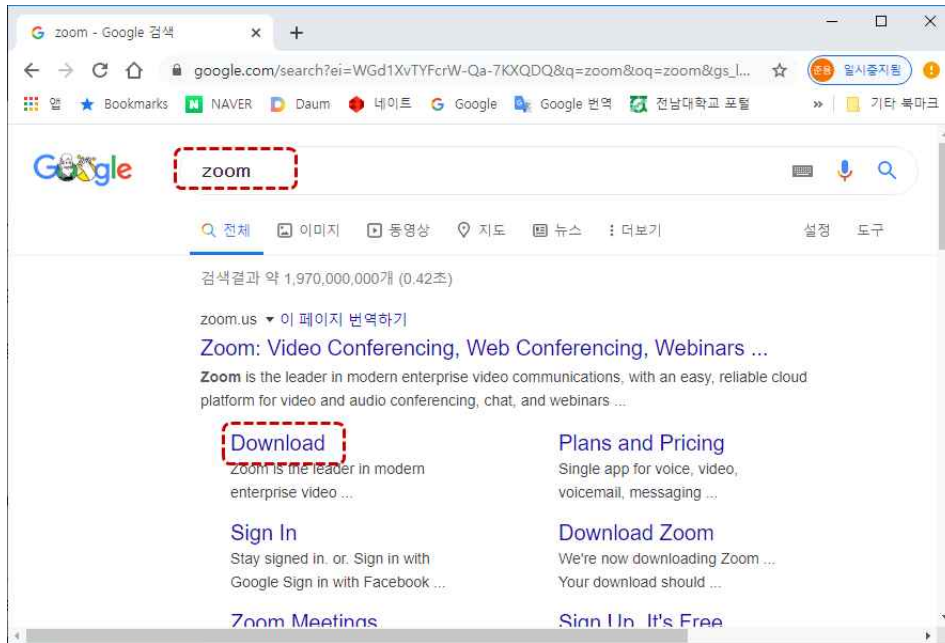 zoom - Google 검색
google.com/search?ei=WGd1XvTYFcrW-Qa-7KXQDQ&q=zoom&oq=zoom&gs_l...
준용 일시중지됨
앱 Bookmarks NAVER Daum 네이트 Google Google 번역 전남대학교 포털 » 기타 북마크
Google
zoom
전체 이미지 동영상 지도 뉴스 더보기 설정 도구
검색결과 약 1,970,000,000개 (0.42초)
zoom.us ▼ 이 페이지 번역하기
Zoom: Video Conferencing, Web Conferencing, Webinars ...
Zoom is the leader in modern enterprise video communications, with an easy, reliable cloud
platform for video and audio conferencing, chat, and webinars ...
Download
Zoom is the leader in modern
enterprise video ...
Plans and Pricing
Single app for voice, video,
voicemail, messaging ...
Sign In
Stay signed in. or. Sign in with
Google Sign in with Facebook ...
Download Zoom
We're now downloading Zoom ...
Your download should ...
Zoom Meetings
Sign Up. It's Free